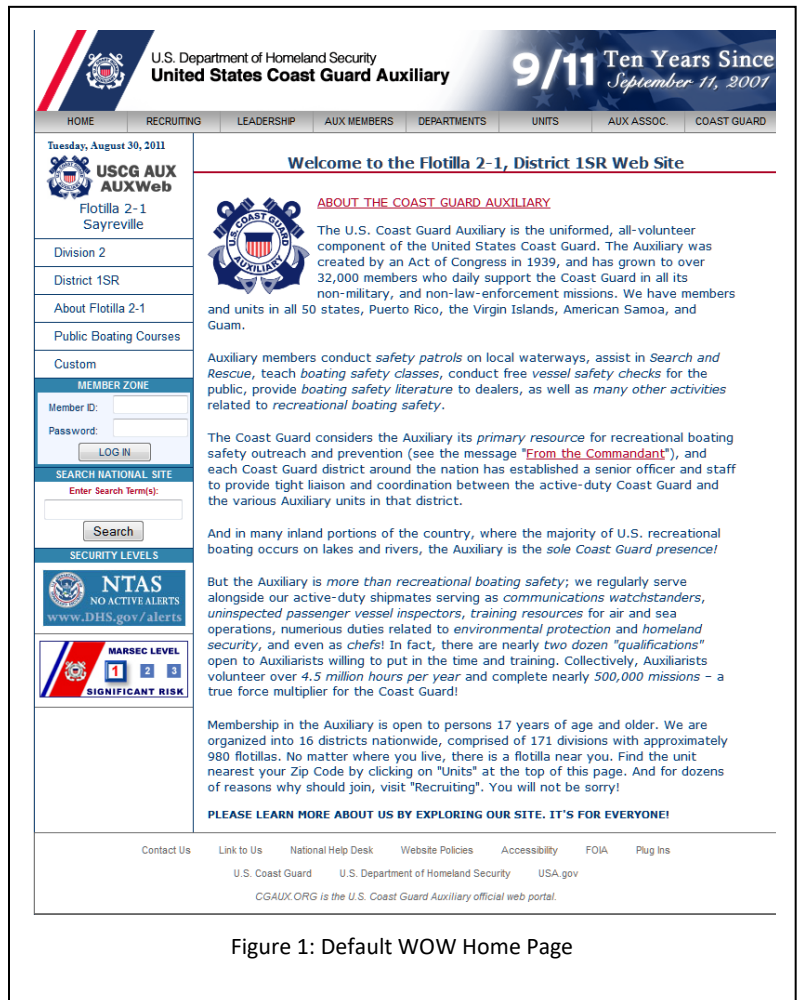 U.S. Department of Homeland Security
United States Coast Guard Auxiliary
9/11 Ten Years Since
September 11, 2001
HOME RECRUITING LEADERSHIP AUX MEMBERS DEPARTMENTS UNITS AUX ASSOC. COAST GUARD
Tuesday, August 30, 2011
USCG AUX
AUXWeb
Flotilla 2-1
Sayreville
Division 2
District 1SR
About Flotilla 2-1
Public Boating Courses
Custom
MEMBER ZONE
Member ID:
Password:
LOG IN
SEARCH NATIONAL SITE
Enter Search Term(s):
Search
SECURITY LEVELS
NTAS
NO ACTIVE ALERTS
www.DHS.gov/alerts
MARSEC LEVEL
1 2 3
SIGNIFICANT RISK
Welcome to the Flotilla 2-1, District 1SR Web Site
U.S. COAST GUARD
AUXILIARY
ABOUT THE COAST GUARD AUXILIARY
The U.S. Coast Guard Auxiliary is the uniformed, all-volunteer
component of the United States Coast Guard. The Auxiliary was
created by an Act of Congress in 1939, and has grown to over
32,000 members who daily support the Coast Guard in all its
non-military, and non-law-enforcement missions. We have members
and units in all 50 states, Puerto Rico, the Virgin Islands, American Samoa, and
Guam.
Auxiliary members conduct safety patrols on local waterways, assist in Search and
Rescue, teach boating safety classes, conduct free vessel safety checks for the
public, provide boating safety literature to dealers, as well as many other activities
related to recreational boating safety.
The Coast Guard considers the Auxiliary its primary resource for recreational boating
safety outreach and prevention (see the message "From the Commandant"), and
each Coast Guard district around the nation has established a senior officer and staff
to provide tight liaison and coordination between the active-duty Coast Guard and
the various Auxiliary units in that district.
And in many inland portions of the country, where the majority of U.S. recreational
boating occurs on lakes and rivers, the Auxiliary is the sole Coast Guard presence!
But the Auxiliary is more than recreational boating safety; we regularly serve
alongside our active-duty shipmates serving as communications watchstanders,
uninspected passenger vessel inspectors, training resources for air and sea
operations, numerous duties related to environmental protection and homeland
security, and even as chefs! In fact, there are nearly two dozen "qualifications"
open to Auxiliarists willing to put in the time and training. Collectively, Auxiliarists
volunteer over 4.5 million hours per year and complete nearly 500,000 missions – a
true force multiplier for the Coast Guard!
Membership in the Auxiliary is open to persons 17 years of age and older. We are
organized into 16 districts nationwide, comprised of 171 divisions with approximately
980 flotillas. No matter where you live, there is a flotilla near you. Find the unit
nearest your Zip Code by clicking on "Units" at the top of this page. And for dozens
of reasons why should join, visit "Recruiting". You will not be sorry!
PLEASE LEARN MORE ABOUT US BY EXPLORING OUR SITE. IT'S FOR EVERYONE!
Contact Us Link to Us National Help Desk Website Policies Accessibility FOIA Plug Ins
U.S. Coast Guard U.S. Department of Homeland Security USA.gov
CGAUX.ORG is the U.S. Coast Guard Auxiliary official web portal.
Figure 1: Default WOW Home Page